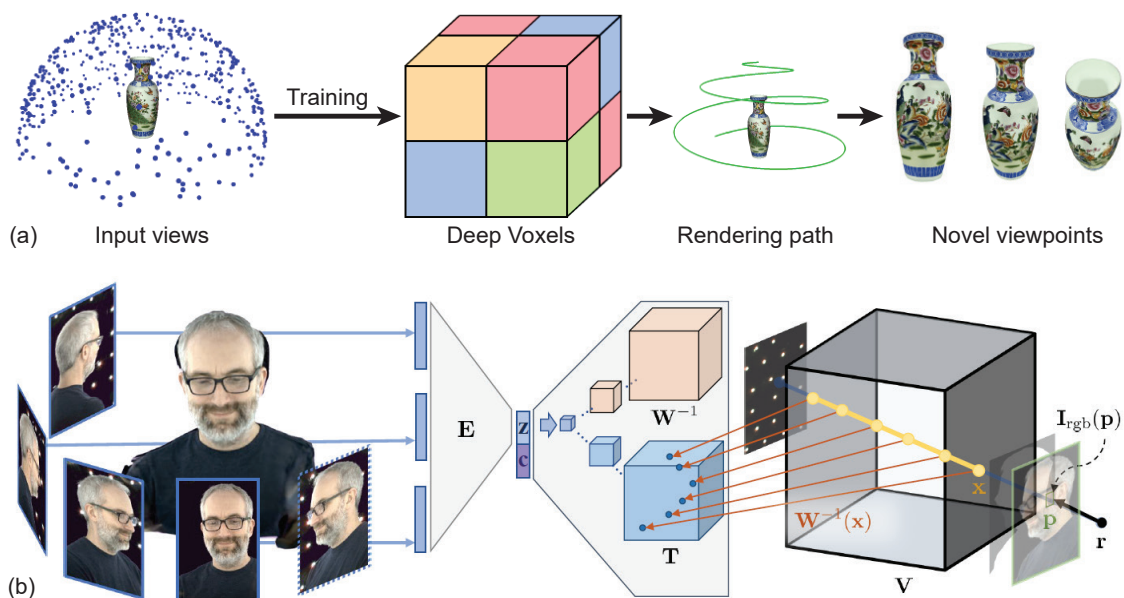 Training
(a)
Input views
Deep Voxels
Rendering path
Novel viewpoints
E
z
c
W⁻¹
T
W⁻¹(x)
x
V
I_rgb(p)
p
r
(b)